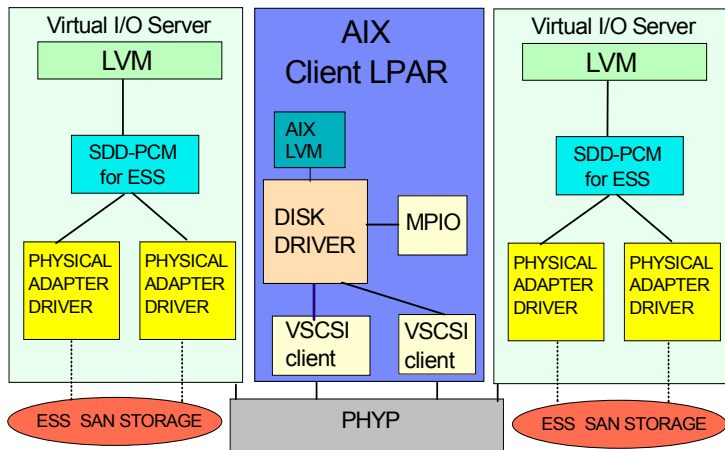 Virtual I/O Server
LVM
SDD-PCM
for ESS
PHYSICAL
ADAPTER
DRIVER
PHYSICAL
ADAPTER
DRIVER
ESS SAN STORAGE
AIX
Client LPAR
AIX
LVM
DISK
DRIVER
MPIO
VSCSI
client
VSCSI
client
PHYP
Virtual I/O Server
LVM
SDD-PCM
for ESS
PHYSICAL
ADAPTER
DRIVER
PHYSICAL
ADAPTER
DRIVER
ESS SAN STORAGE